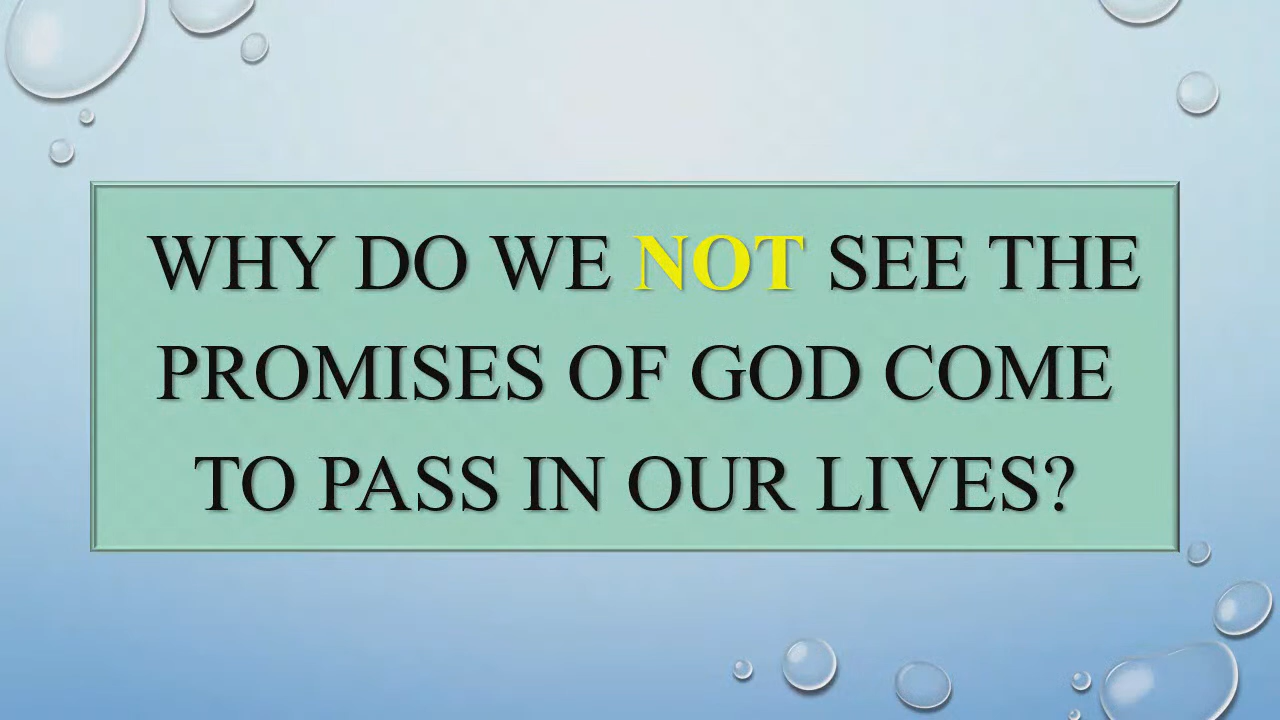 WHY DO WE NOT SEE THE
PROMISES OF GOD COME
TO PASS IN OUR LIVES?